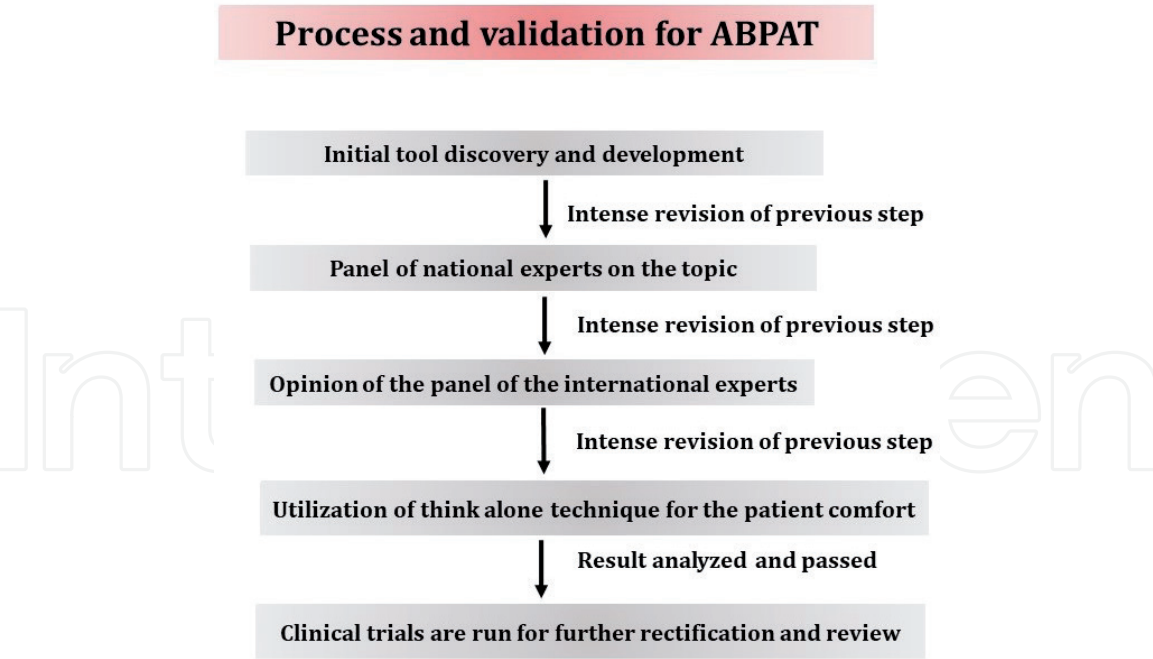 Process and validation for ABPAT
Initial tool discovery and development
Intense revision of previous step
Panel of national experts on the topic
Intense revision of previous step
Opinion of the panel of the international experts
Intense revision of previous step
Utilization of think alone technique for the patient comfort
Result analyzed and passed
Clinical trials are run for further rectification and review